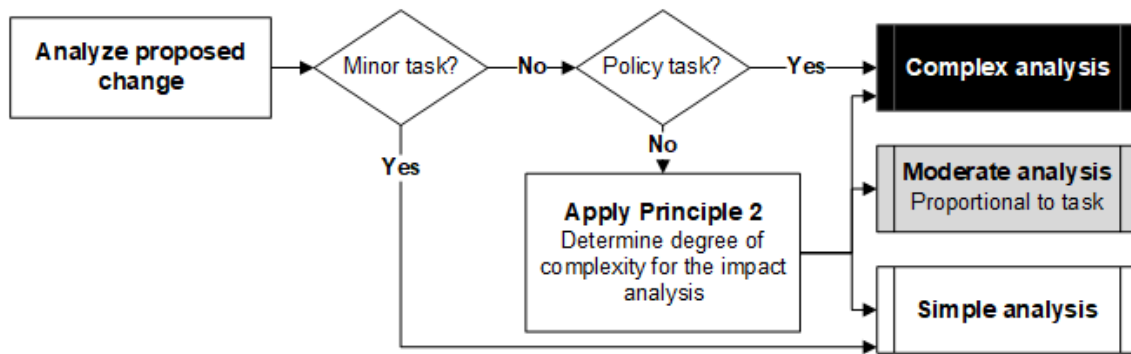 Analyze proposed
change
Minor task?
No
Policy task?
Yes
Complex analysis
Yes
No
Apply Principle 2
Determine degree of
complexity for the impact
analysis
Moderate analysis
Proportional to task
Simple analysis